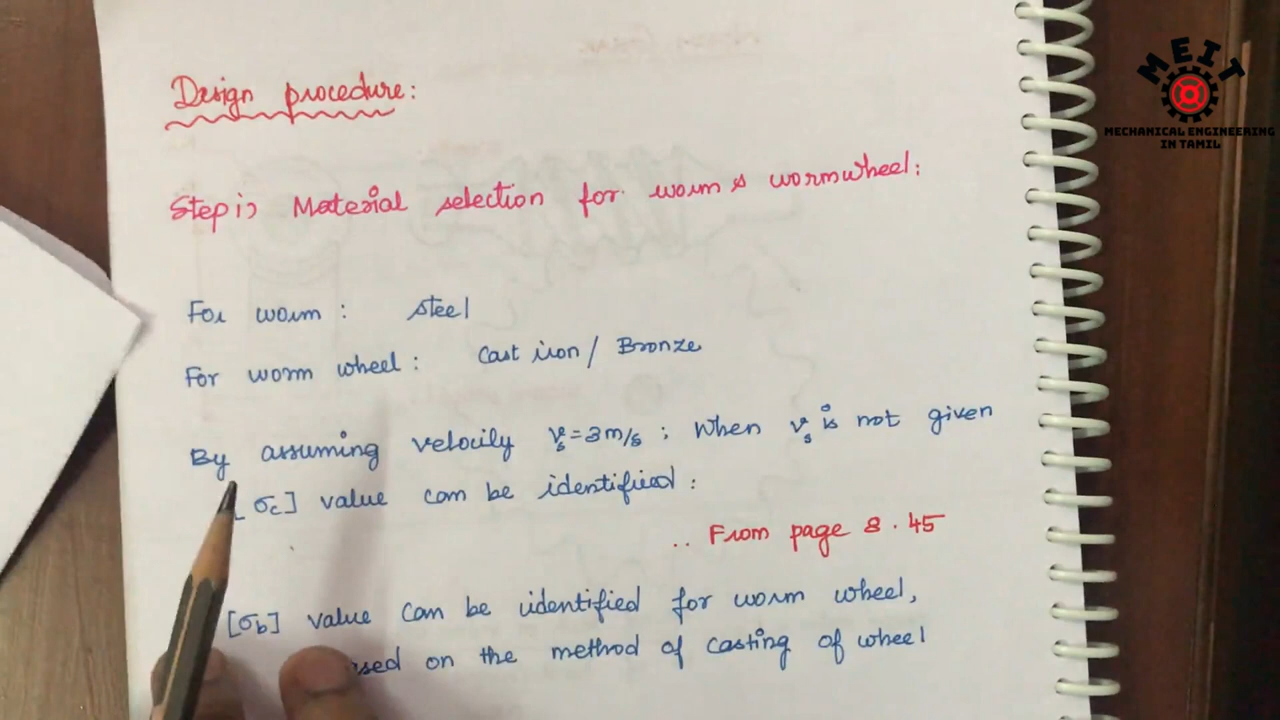 Design procedure:
Step i) Material selection for worm & wormwheel:
For worm : steel
For worm wheel : Cast iron / Bronze
By assuming velocity vs = 3m/s ; When vs is not given
[σc] value can be identified :
.. From page 8.45
[σb] value can be identified for worm wheel,
on the method of casting of wheel
MEIT
MECHANICAL ENGINEERING
IN TAMIL